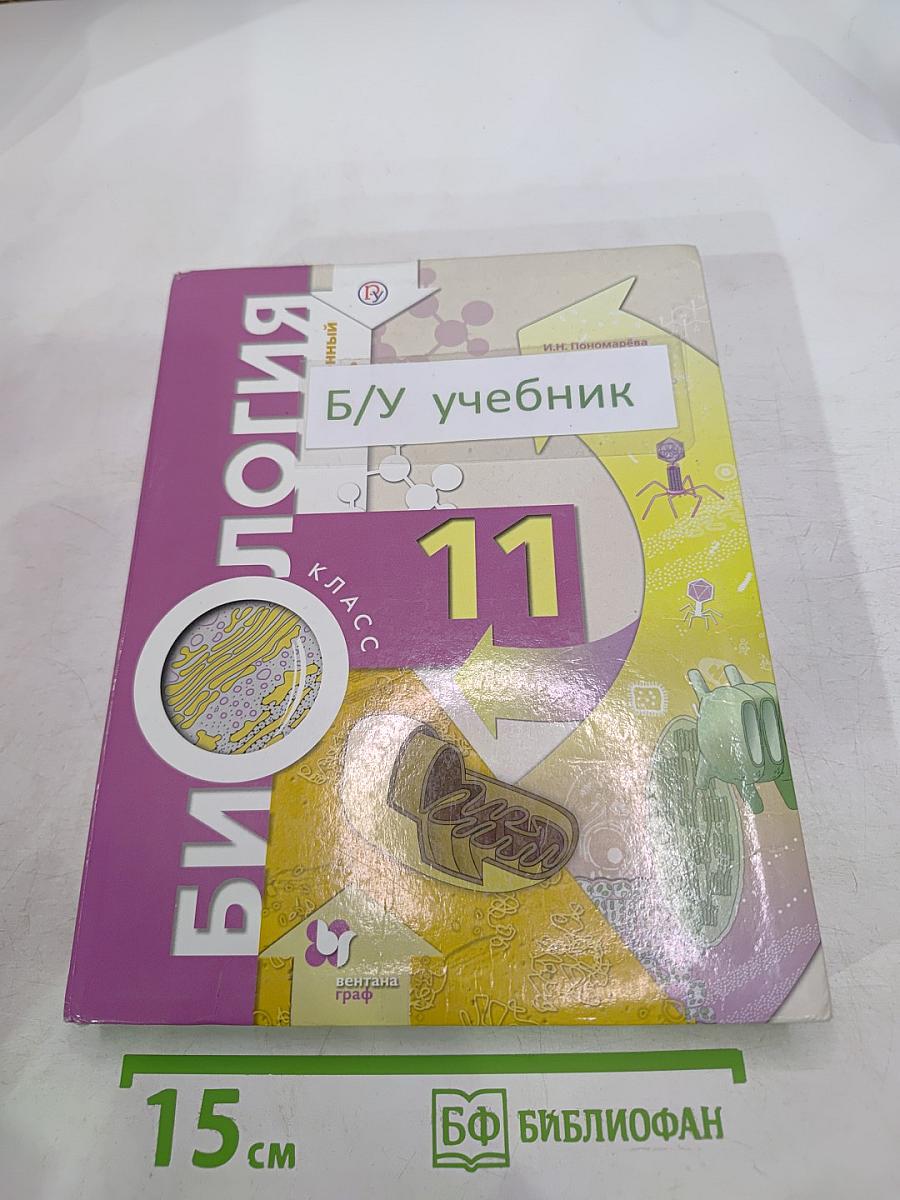 БИОЛОГИЯ
И.Н. Пономарёва
Б/У учебник
11
КЛАСС
вентана
граф
15 см
БФ БИБЛИОФАН